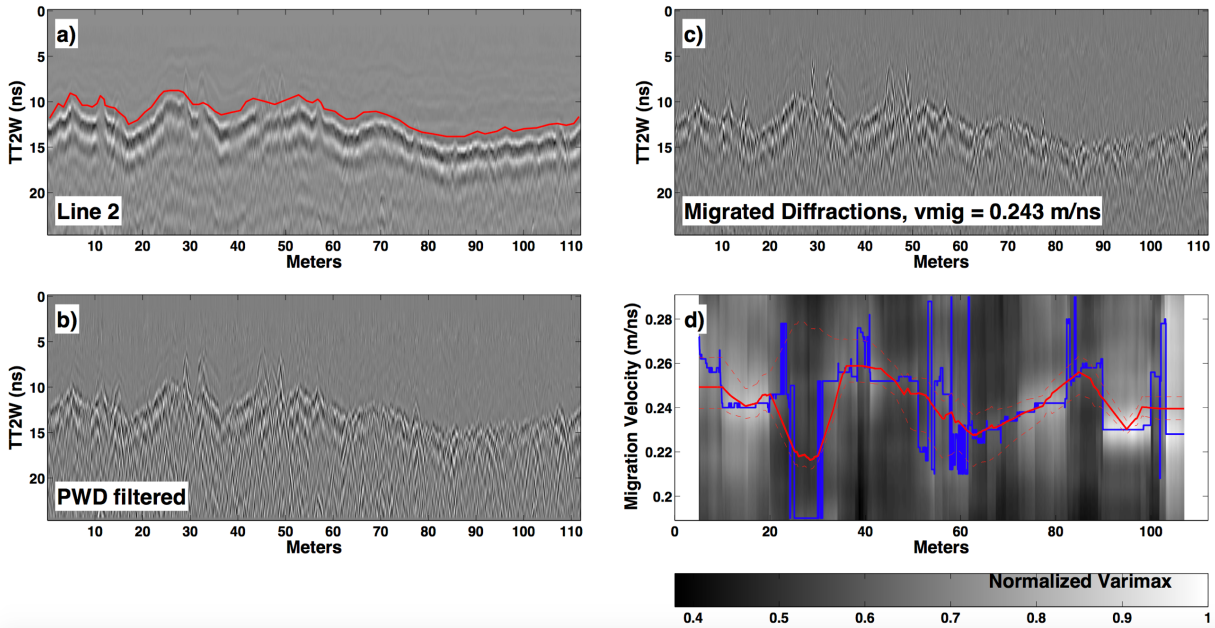 a)
0
5
10
15
20
TT2W (ns)
Line 2
10 20 30 40 50 60 70 80 90 100 110
Meters
b)
0
5
10
15
20
TT2W (ns)
PWD filtered
10 20 30 40 50 60 70 80 90 100 110
Meters
c)
0
5
10
15
20
TT2W (ns)
Migrated Diffractions, vmig = 0.243 m/ns
10 20 30 40 50 60 70 80 90 100 110
Meters
d)
0.28
0.26
0.24
0.22
0.2
Migration Velocity (m/ns)
0 20 40 60 80 100
Meters
Normalized Varimax
0.4 0.5 0.6 0.7 0.8 0.9 1